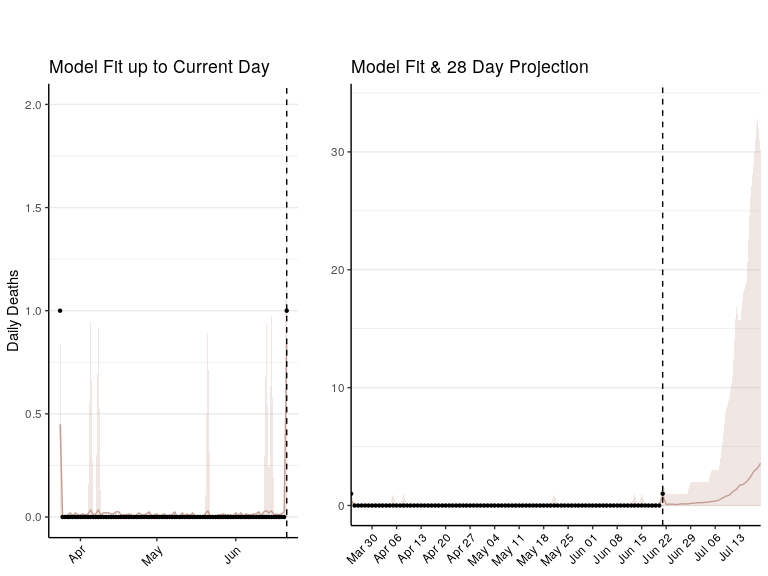 Model Fit up to Current Day
Daily Deaths
2.0
1.5
1.0
0.5
0.0
Apr
May
Jun
Model Fit & 28 Day Projection
30
20
10
0
Mar 30
Apr 06
Apr 13
Apr 20
Apr 27
May 04
May 11
May 18
May 25
Jun 01
Jun 08
Jun 15
Jun 22
Jun 29
Jul 06
Jul 13